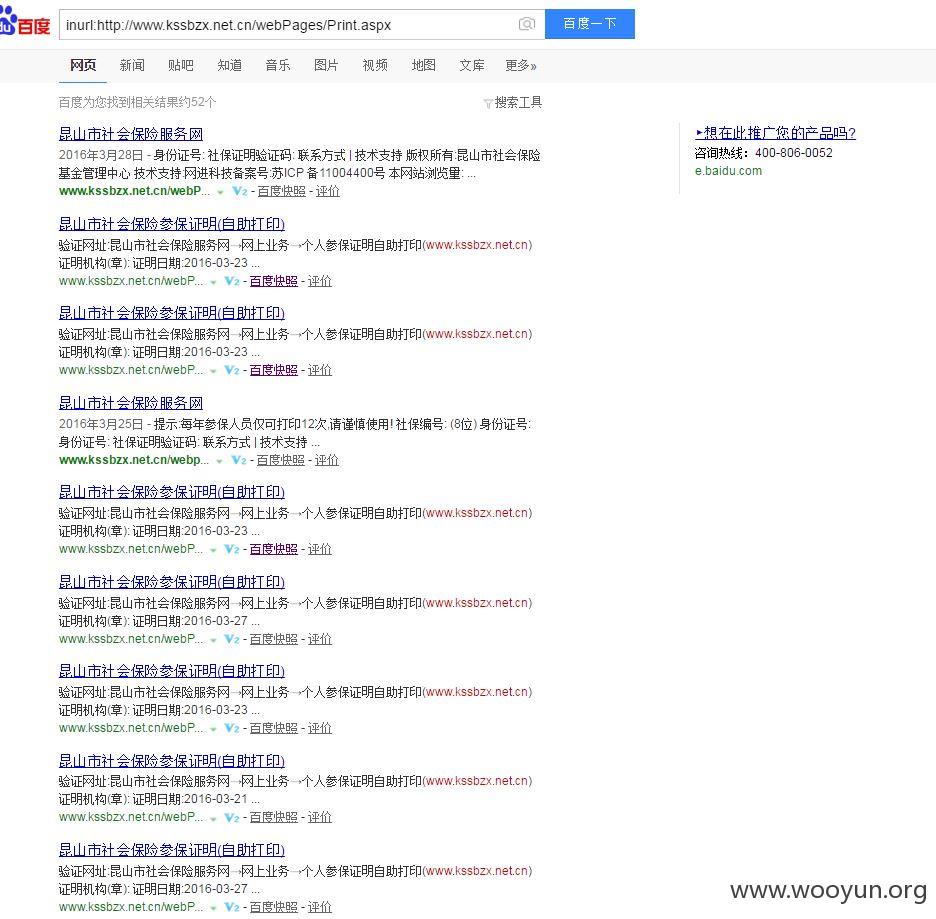 du百度
inurl:http://www.kssbzx.net.cn/webPages/Print.aspx
百度一下
网页 新闻 贴吧 知道 音乐 图片 视频 地图 文库 更多»
百度为您找到相关结果约52个
搜索工具
昆山市社会保险服务网
2016年3月28日 - 身份证号: 社保证明验证码: 联系方式 | 技术支持 版权所有:昆山市社会保险
基金管理中心 技术支持:网进科技备案号:苏ICP 备11004400号 本网站浏览量: ...
www.kssbzx.net.cn/webP... V2 - 百度快照 - 评价
昆山市社会保险参保证明(自助打印)
验证网址:昆山市社会保险服务网→网上业务→个人参保证明自助打印(www.kssbzx.net.cn)
证明机构(章): 证明日期:2016-03-23 ...
www.kssbzx.net.cn/webP... V2 - 百度快照 - 评价
昆山市社会保险参保证明(自助打印)
验证网址:昆山市社会保险服务网→网上业务→个人参保证明自助打印(www.kssbzx.net.cn)
证明机构(章): 证明日期:2016-03-23 ...
www.kssbzx.net.cn/webP... V2 - 百度快照 - 评价
昆山市社会保险服务网
2016年3月25日 - 提示:每年参保人员仅可打印12次,请谨慎使用! 社保编号: (8位) 身份证号:
身份证号: 社保证明验证码: 联系方式 | 技术支持 ...
www.kssbzx.net.cn/webp... V2 - 百度快照 - 评价
昆山市社会保险参保证明(自助打印)
验证网址:昆山市社会保险服务网→网上业务→个人参保证明自助打印(www.kssbzx.net.cn)
证明机构(章): 证明日期:2016-03-23 ...
www.kssbzx.net.cn/webP... V2 - 百度快照 - 评价
昆山市社会保险参保证明(自助打印)
验证网址:昆山市社会保险服务网→网上业务→个人参保证明自助打印(www.kssbzx.net.cn)
证明机构(章): 证明日期:2016-03-27 ...
www.kssbzx.net.cn/webP... V2 - 百度快照 - 评价
昆山市社会保险参保证明(自助打印)
验证网址:昆山市社会保险服务网→网上业务→个人参保证明自助打印(www.kssbzx.net.cn)
证明机构(章): 证明日期:2016-03-23 ...
www.kssbzx.net.cn/webP... V2 - 百度快照 - 评价
昆山市社会保险参保证明(自助打印)
验证网址:昆山市社会保险服务网→网上业务→个人参保证明自助打印(www.kssbzx.net.cn)
证明机构(章): 证明日期:2016-03-21 ...
www.kssbzx.net.cn/webP... V2 - 百度快照 - 评价
昆山市社会保险参保证明(自助打印)
验证网址:昆山市社会保险服务网→网上业务→个人参保证明自助打印(www.kssbzx.net.cn)
证明机构(章): 证明日期:2016-03-27 ...
www.kssbzx.net.cn/webP... V2 - 百度快照 - 评价
想在此推广您的产品吗?
咨询热线：400-806-0052
e.baidu.com
www.wooyun.org